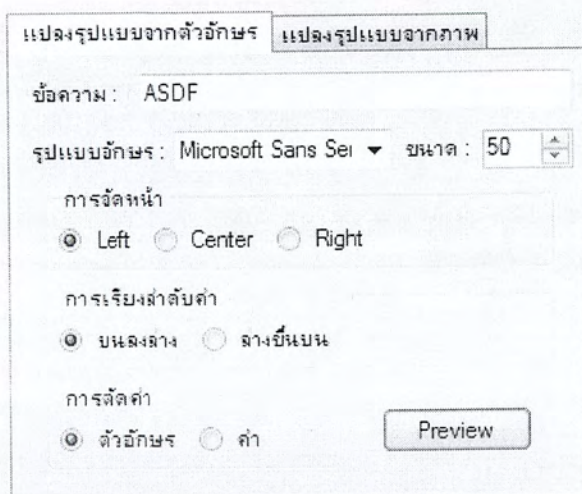 แปลงรูปแบบจากตัวอักษร แปลงรูปแบบจากภาพ
ข้อความ : ASDF
รูปแบบอักษร : Microsoft Sans Ser ขนาด : 50
การจัดหน้า
Left Center Right
การเรียงลำดับคำ
บนลงล่าง ล่างขึ้นบน
การตัดคำ
ตัวอักษร คำ
Preview